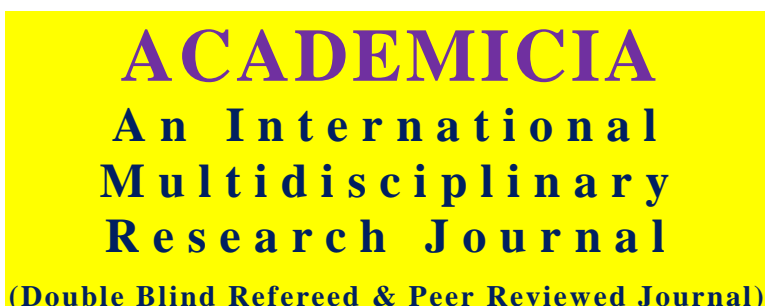 ACADEMICIA
An International
Multidisciplinary
Research Journal
(Double Blind Refereed & Peer Reviewed Journal)